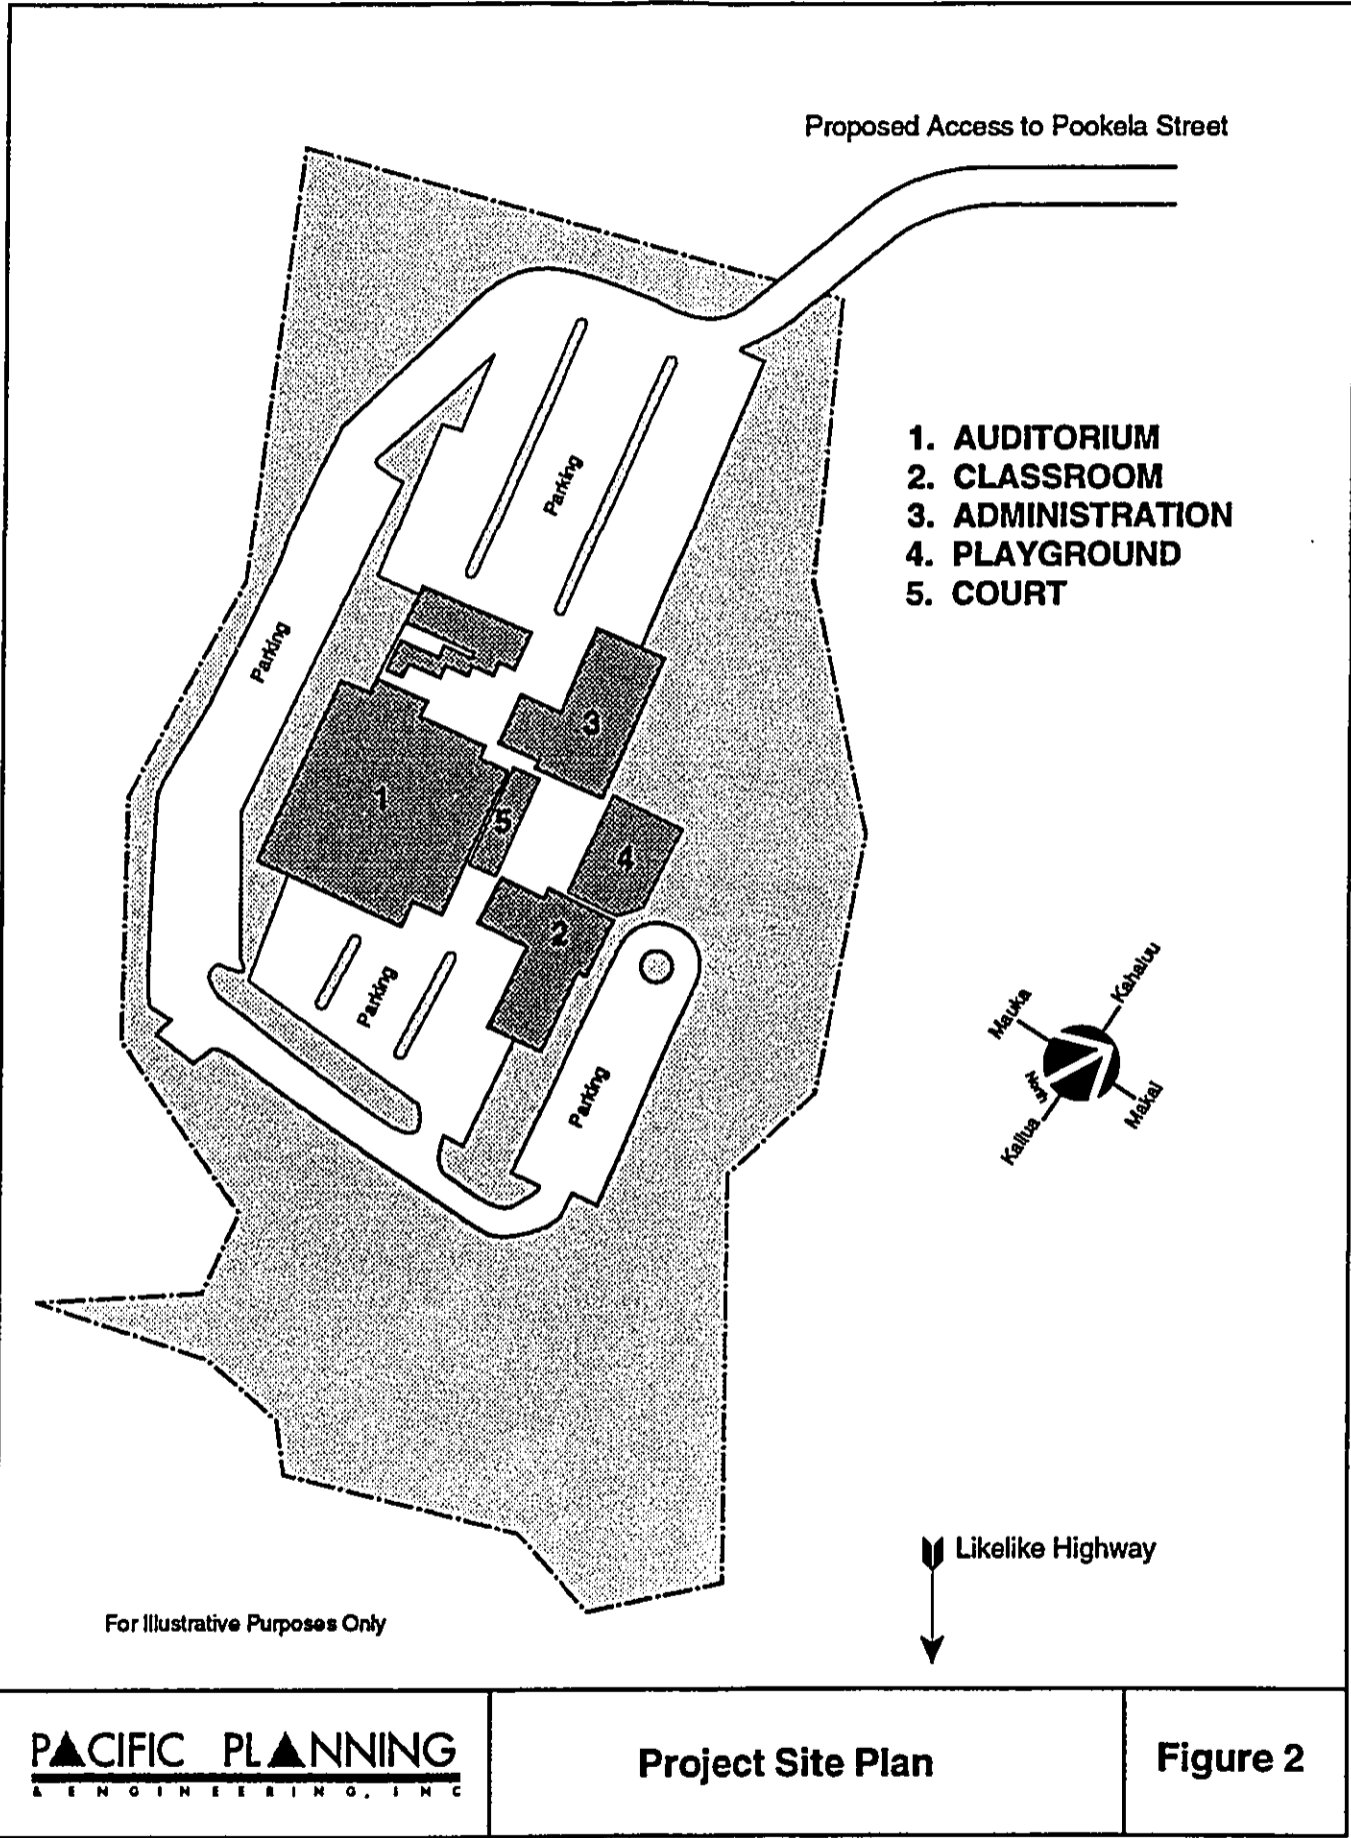 Proposed Access to Pookela Street
1. AUDITORIUM
2. CLASSROOM
3. ADMINISTRATION
4. PLAYGROUND
5. COURT
Parking
Parking
3
1
5
4
2
Parking
Parking
Kahaluu
Mauka
North
Makai
Kailua
Likelike Highway
For Illustrative Purposes Only
PACIFIC PLANNING
& ENGINEERING, INC
Project Site Plan
Figure 2